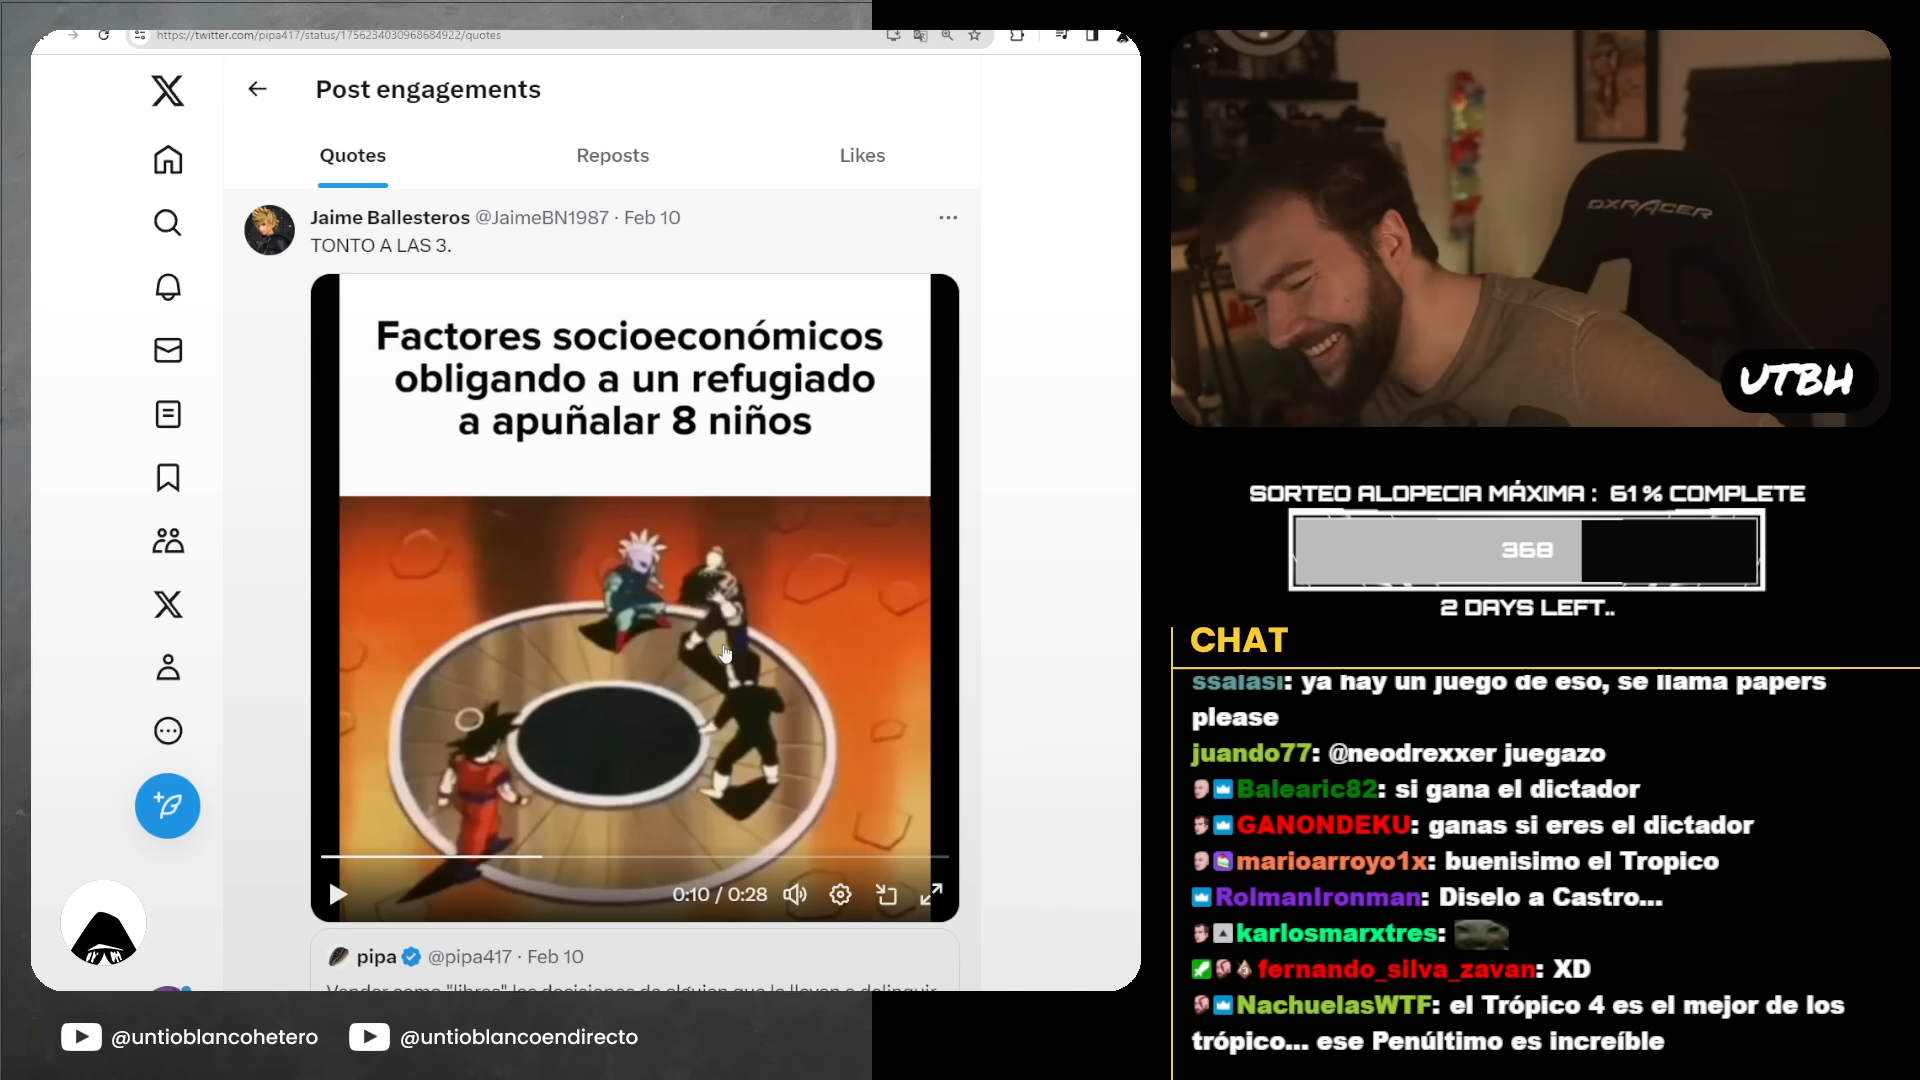 https://twitter.com/pipa417/status/1756234030968684922/quotes
Post engagements
Quotes
Reposts
Likes
Jaime Ballesteros @JaimeBN1987 · Feb 10
TONTO A LAS 3.
Factores socioeconómicos
obligando a un refugiado
a apuñalar 8 niños
0:10 / 0:28
pipa @pipa417 · Feb 10
Vender como "libres" las decisiones de alguien que le lleven a delinquir
@untioblancohetero
@untioblancoendirecto
DXRACER
UTBH
SORTEO ALOPECIA MÁXIMA : 61% COMPLETE
368
2 DAYS LEFT..
CHAT
ssalasi: ya hay un juego de eso, se llama papers
please
juando77: @neodrexxer juegazo
Balearic82: si gana el dictador
GANONDEKU: ganas si eres el dictador
marioarroyo1x: buenisimo el Tropico
RolmanIronman: Diselo a Castro...
karlosmarxtres:
fernando_silva_zavan: XD
NachuelasWTF: el Trópico 4 es el mejor de los
trópico... ese Penúltimo es increíble